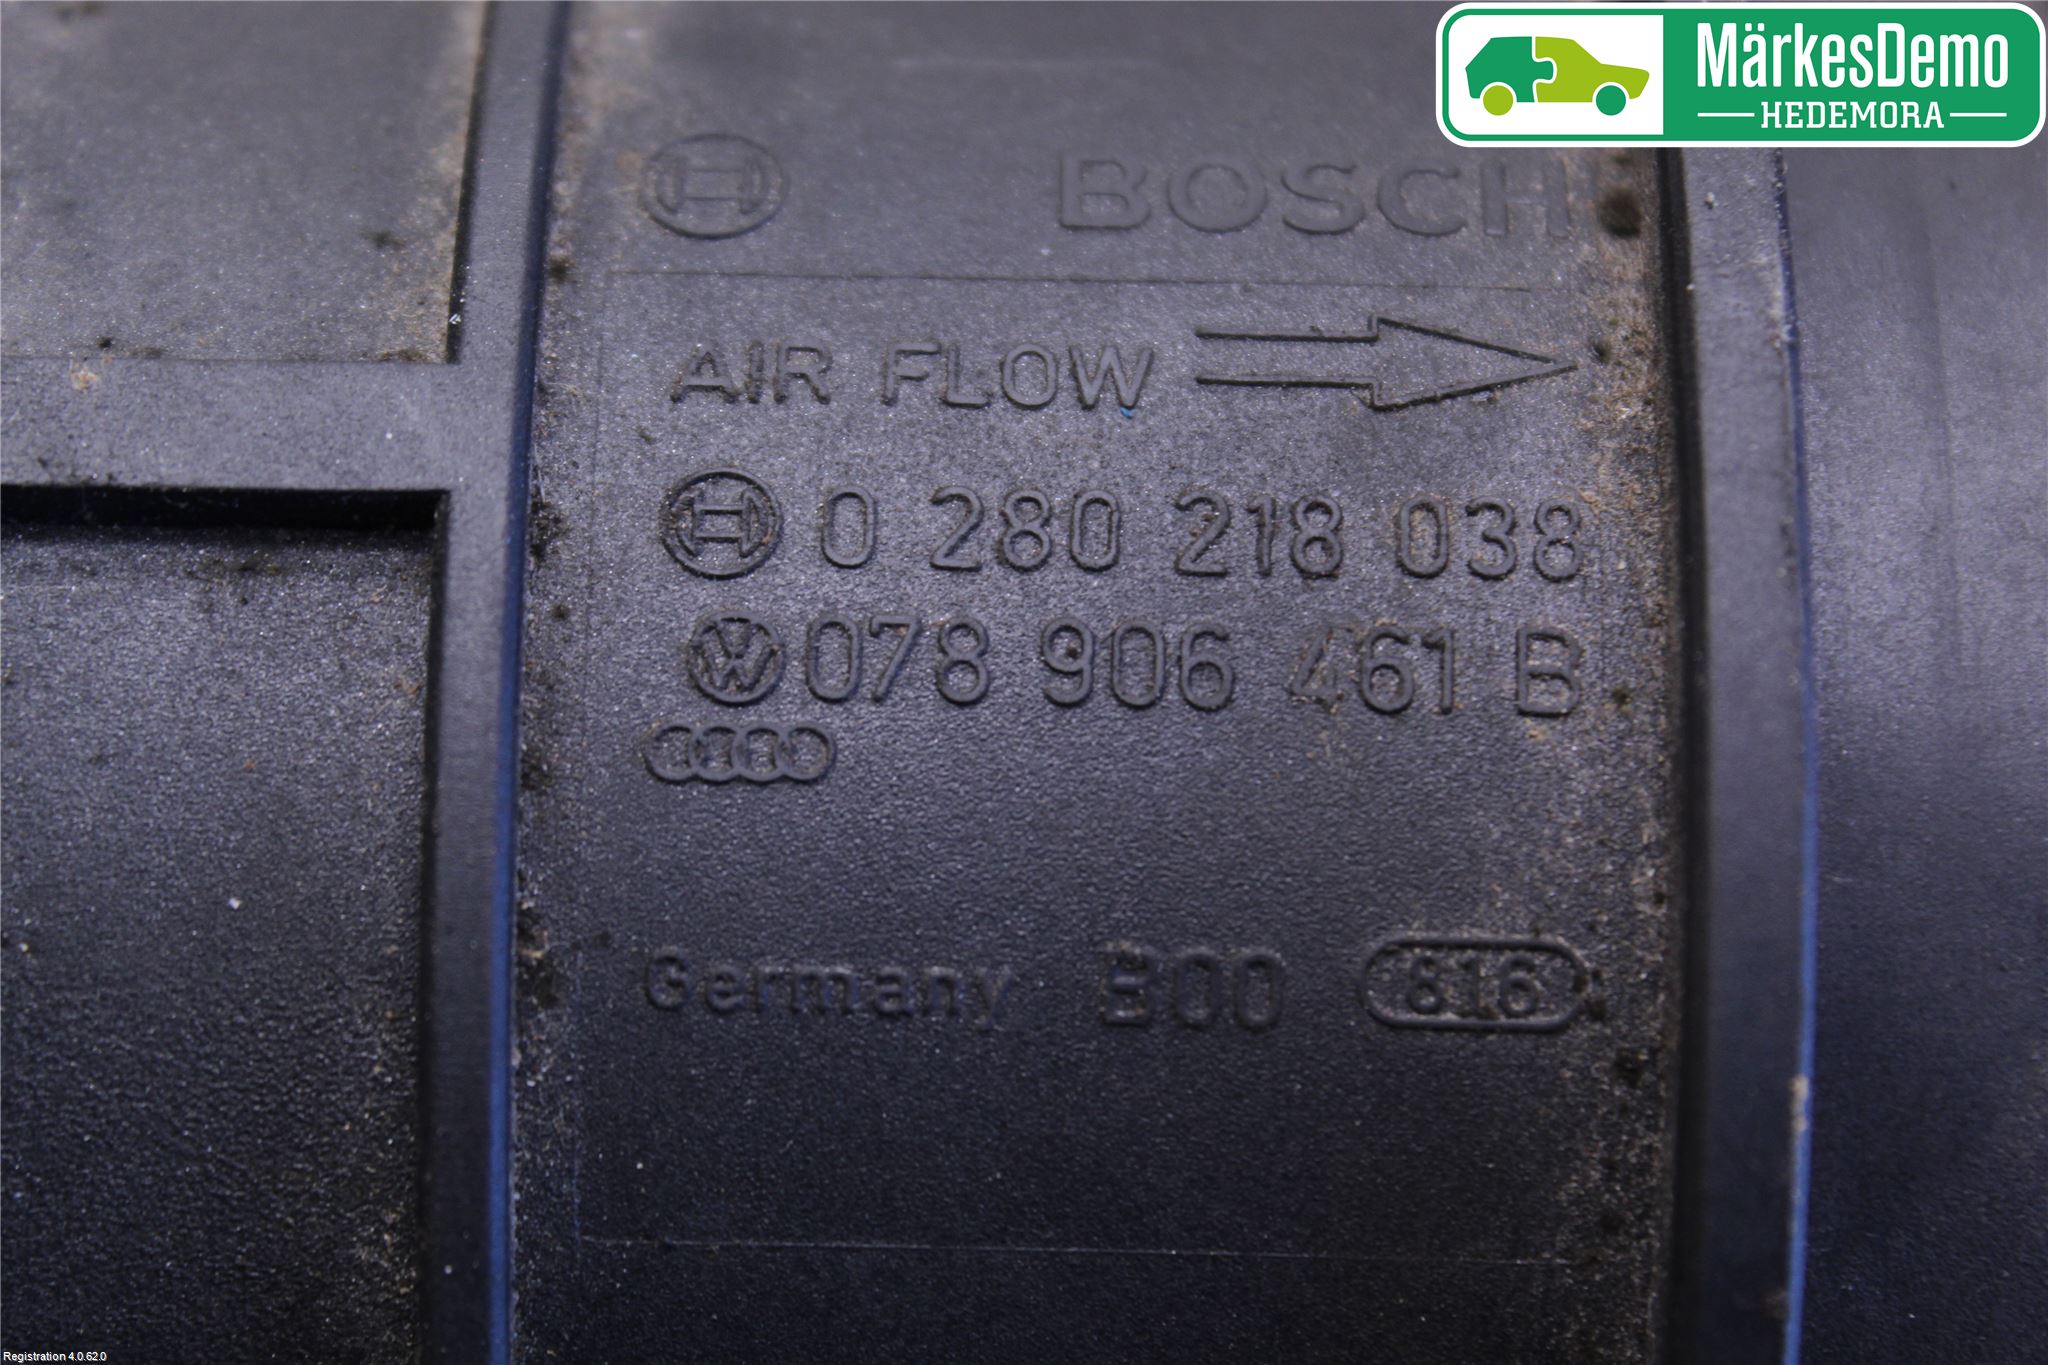 MärkesDemo
HEDEMORA
BOSCH
AIR FLOW
0 280 218 038
078 906 461 B
Germany B00 816
Registration 4.0.62.0